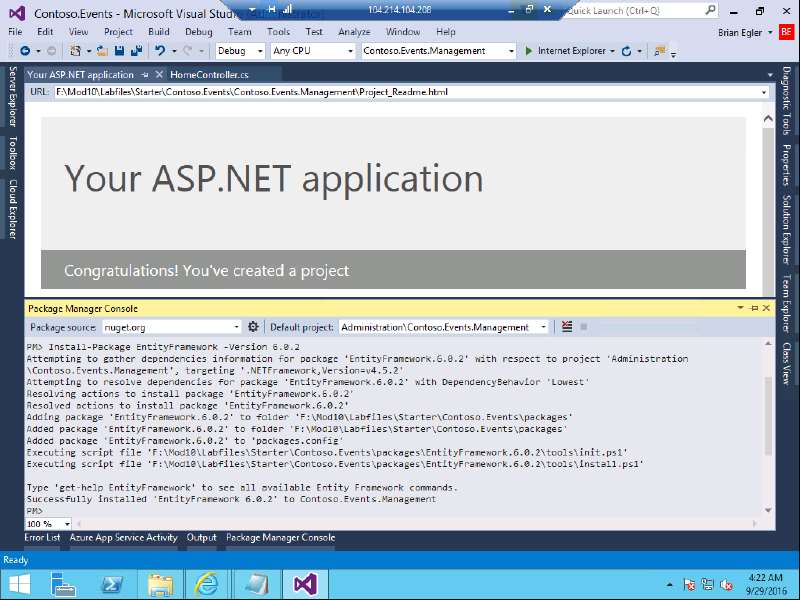 Contoso.Events - Microsoft Visual Stud
104.214.104.208
Quick Launch (Ctrl+Q)
File Edit View Project Build Debug Team Tools Test Analyze Window Help
Brian Egler
BE
Debug Any CPU Contoso.Events.Management Internet Explorer
Your ASP.NET application HomeController.cs
URL: F:\Mod10\Labfiles\Starter\Contoso.Events\Contoso.Events.Management\Project_Readme.html
Server Explorer
Toolbox
Cloud Explorer
Your ASP.NET application
Congratulations! You've created a project
Diagnostic Tools
Properties
Solution Explorer
Team Explorer
Class View
Package Manager Console
Package source: nuget.org Default project: Administration\Contoso.Events.Management
PM> Install-Package EntityFramework -Version 6.0.2
Attempting to gather dependencies information for package 'EntityFramework.6.0.2' with respect to project 'Administration
\Contoso.Events.Management', targeting '.NETFramework,Version=v4.5.2'
Attempting to resolve dependencies for package 'EntityFramework.6.0.2' with DependencyBehavior 'Lowest'
Resolving actions to install package 'EntityFramework.6.0.2'
Resolved actions to install package 'EntityFramework.6.0.2'
Adding package 'EntityFramework.6.0.2' to folder 'F:\Mod10\Labfiles\Starter\Contoso.Events\packages'
Added package 'EntityFramework.6.0.2' to folder 'F:\Mod10\Labfiles\Starter\Contoso.Events\packages'
Added package 'EntityFramework.6.0.2' to 'packages.config'
Executing script file 'F:\Mod10\Labfiles\Starter\Contoso.Events\packages\EntityFramework.6.0.2\tools\init.ps1'
Executing script file 'F:\Mod10\Labfiles\Starter\Contoso.Events\packages\EntityFramework.6.0.2\tools\install.ps1'
Type 'get-help EntityFramework' to see all available Entity Framework commands.
Successfully installed 'EntityFramework 6.0.2' to Contoso.Events.Management
PM>
100 %
Error List Azure App Service Activity Output Package Manager Console
Ready
4:22 AM
9/29/2016